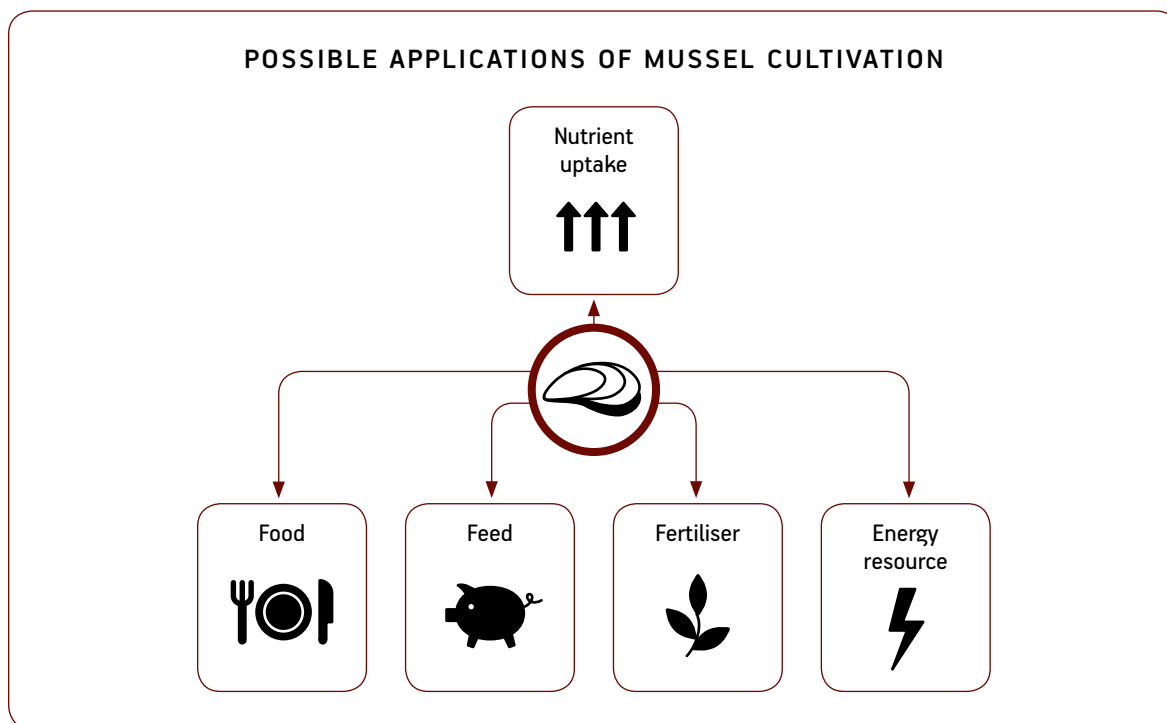 POSSIBLE APPLICATIONS OF MUSSEL CULTIVATION
Nutrient
uptake
Food
Feed
Fertiliser
Energy
resource